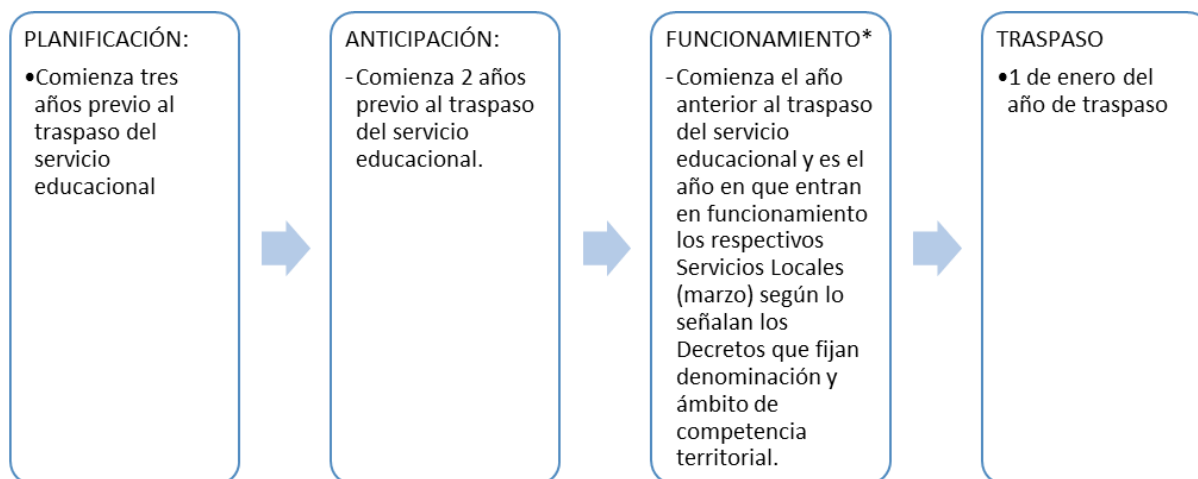 PLANIFICACIÓN:
•Comienza tres
años previo al
traspaso del
servicio
educacional
ANTICIPACIÓN:
-Comienza 2 años
previo al traspaso
del servicio
educacional.
FUNCIONAMIENTO*
-Comienza el año
anterior al traspaso
del servicio
educacional y es el
año en que entran
en funcionamiento
los respectivos
Servicios Locales
(marzo) según lo
señalan los
Decretos que fijan
denominación y
ámbito de
competencia
territorial.
TRASPASO
•1 de enero del
año de traspaso